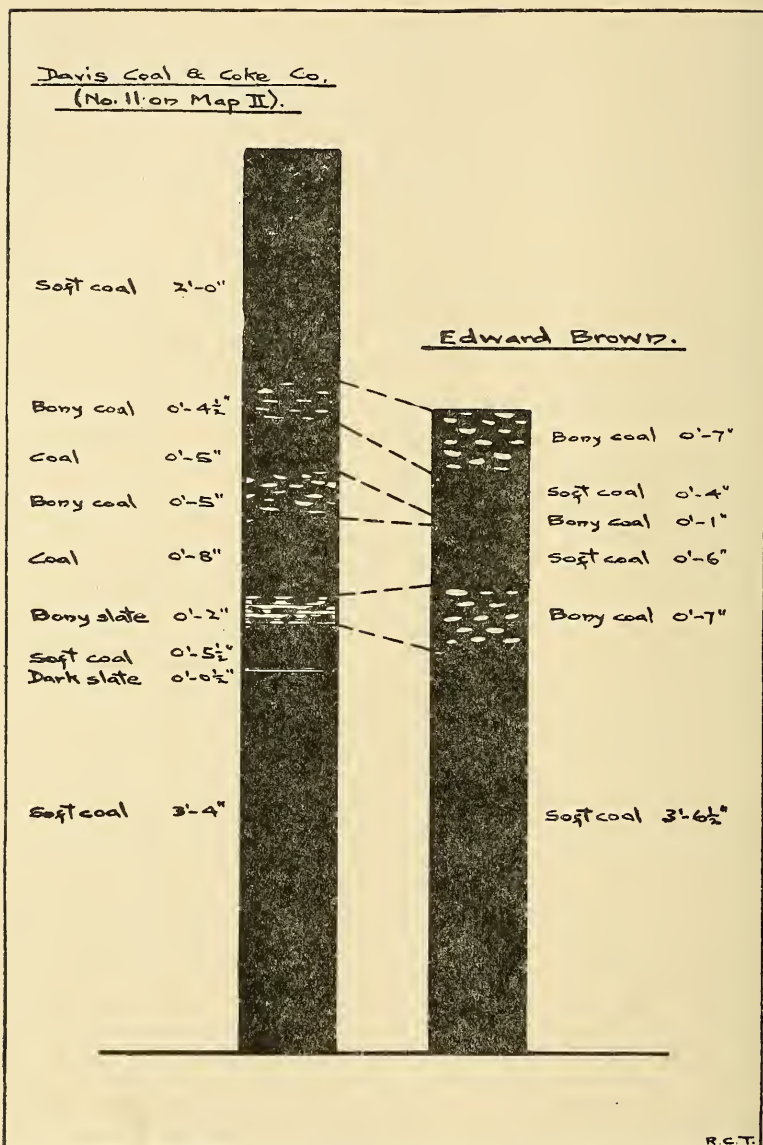 Davis Coal & Coke Co.
(No. 11 on Map II).
Soft coal 2'-0"
Bony coal 0'-4½"
Coal 0'-5"
Bony coal 0'-5"
Coal 0'-8"
Bony slate 0'-2"
Soft coal 0'-5½"
Dark slate 0'-0½"
Soft coal 3'-4"
Edward Brown.
Bony coal 0'-7"
Soft coal 0'-4"
Bony coal 0'-1"
Soft coal 0'-6"
Bony coal 0'-7"
Soft coal 3'-6½"
R.C.T.